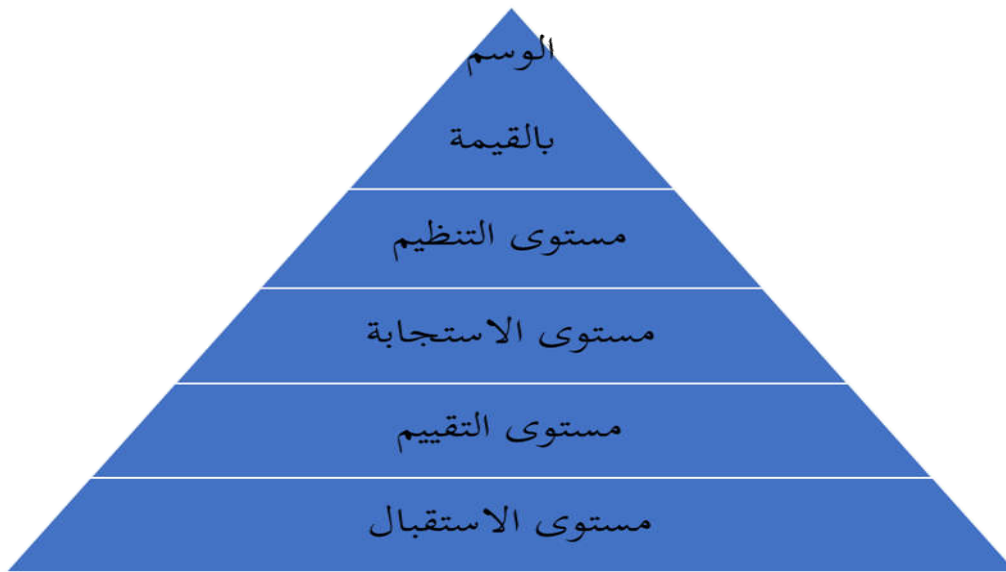 الوسم
بالقيمة
مستوى التنظيم
مستوى الاستجابة
مستوى التقييم
مستوى الاستقبال